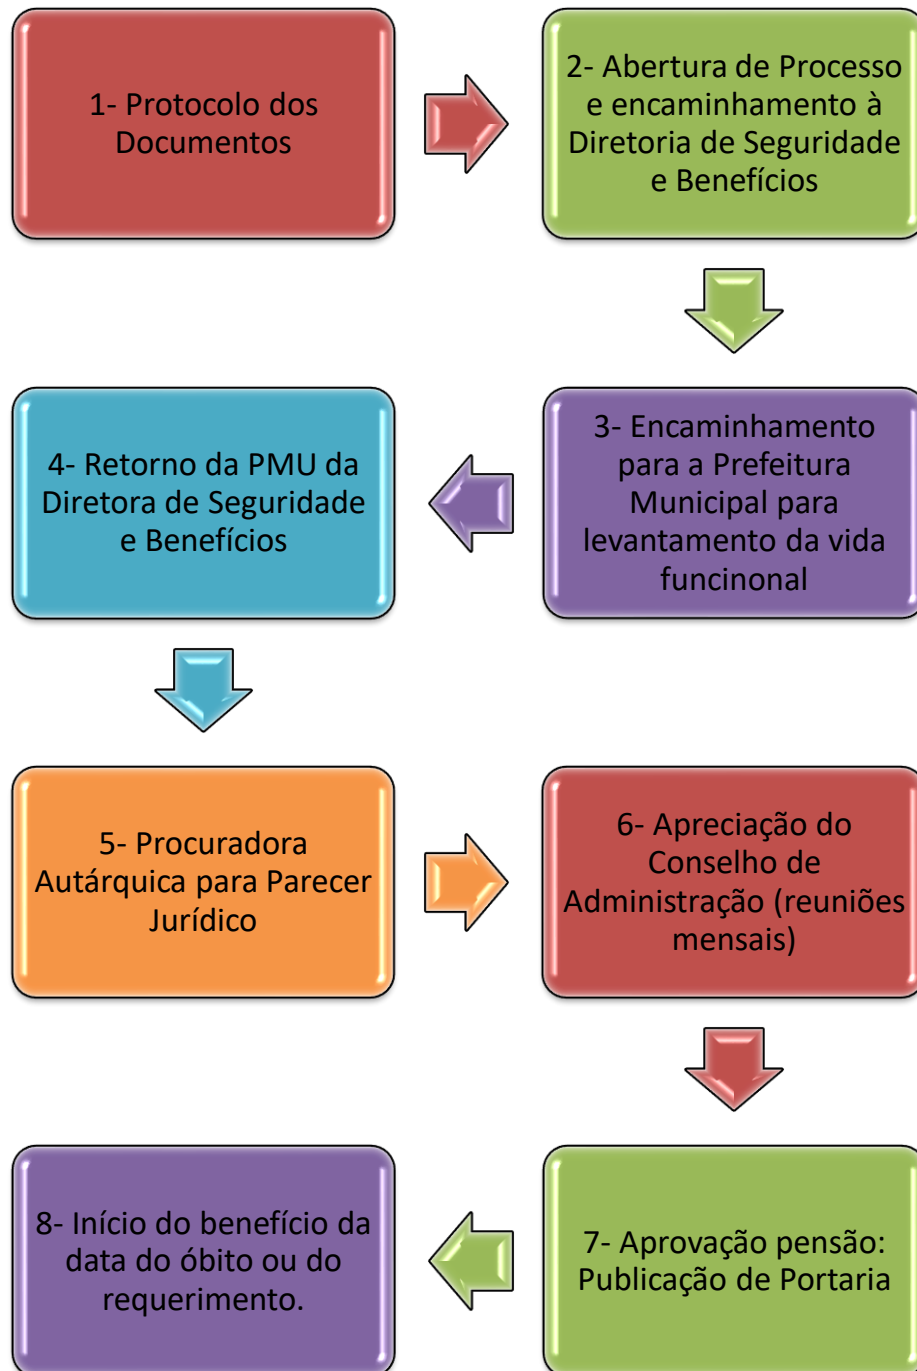 1- Protocolo dos
Documentos
2- Abertura de Processo
e encaminhamento à
Diretoria de Seguridade
e Benefícios
3- Encaminhamento
para a Prefeitura
Municipal para
levantamento da vida
funcinonal
4- Retorno da PMU da
Diretora de Seguridade
e Benefícios
5- Procuradora
Autárquica para Parecer
Jurídico
6- Apreciação do
Conselho de
Administração (reuniões
mensais)
7- Aprovação pensão:
Publicação de Portaria
8- Início do benefício da
data do óbito ou do
requerimento.